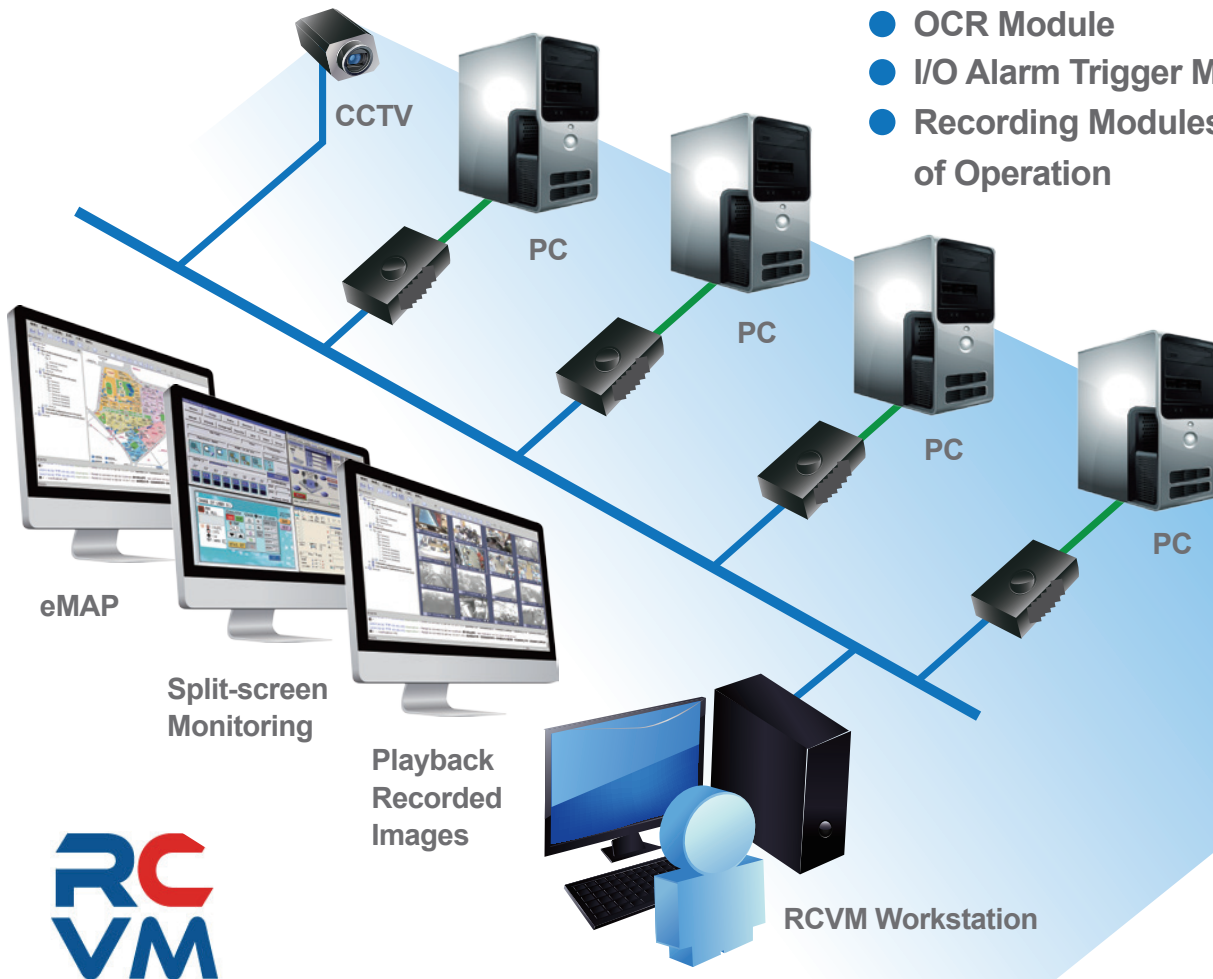 OCR Module
I/O Alarm Trigger M
Recording Modules
of Operation
CCTV
PC
PC
PC
PC
eMAP
Split-screen
Monitoring
Playback
Recorded
Images
RCVM Workstation
RC
VM